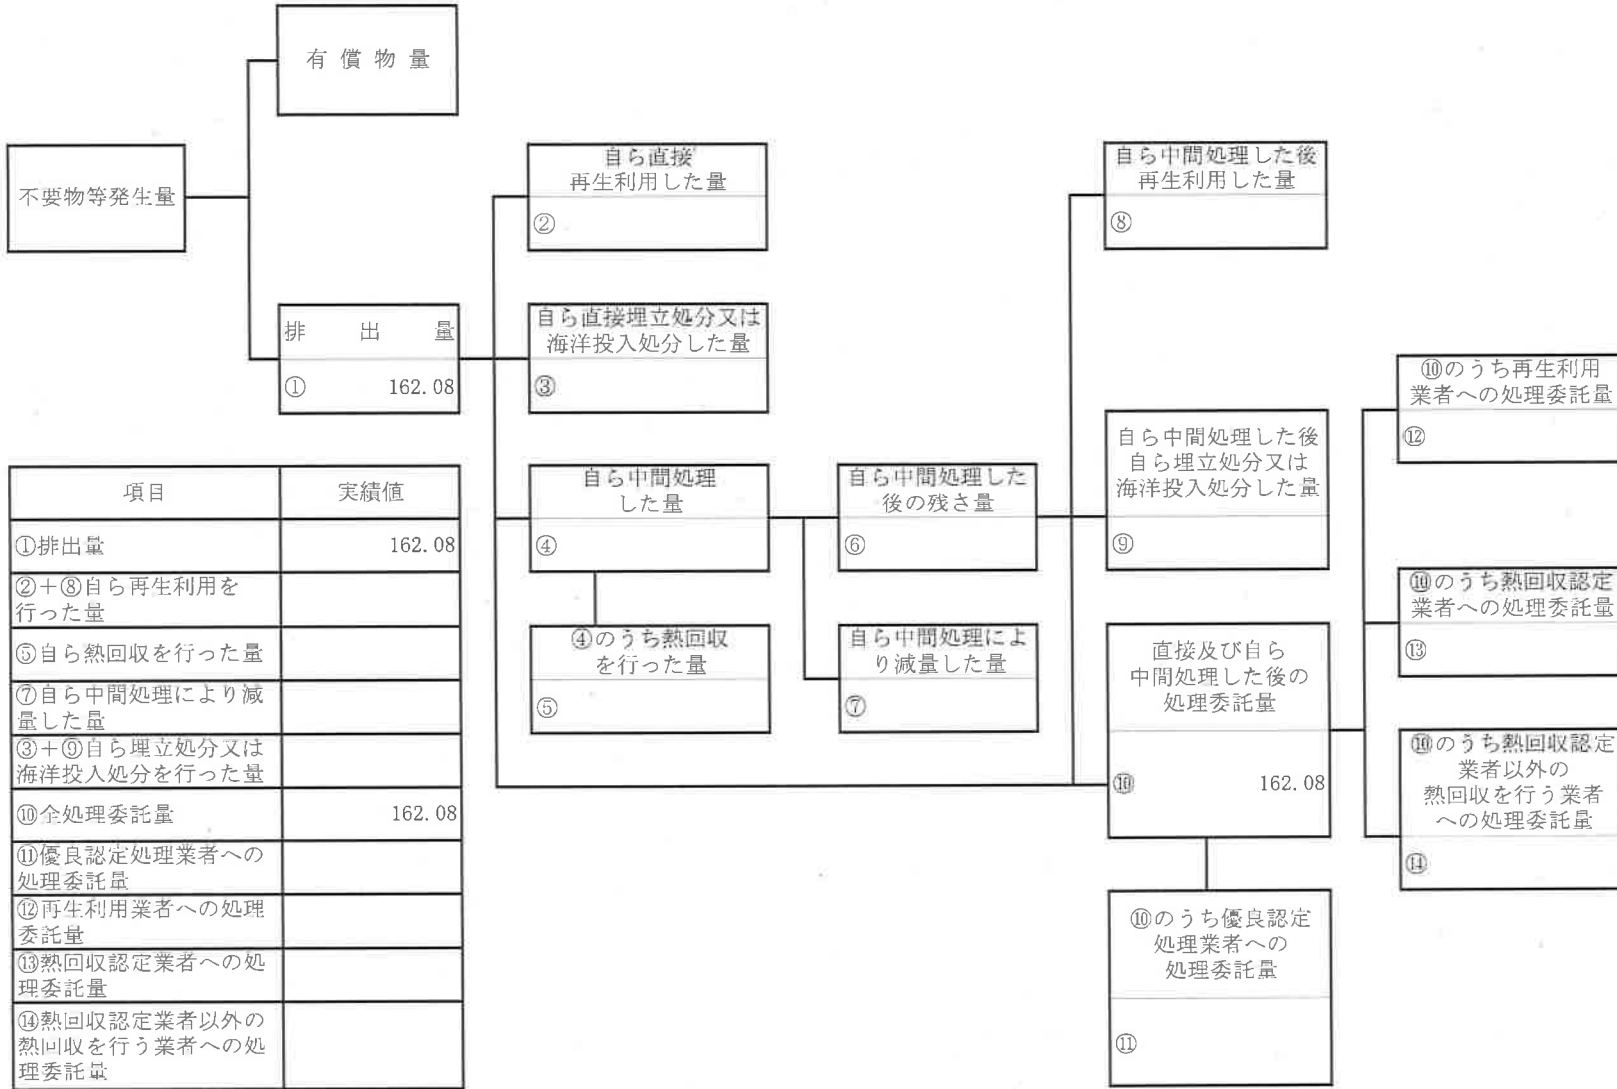 有償物量
不要物等発生量
排出量
① 162.08
自ら直接
再生利用した量
②
自ら直接埋立処分又は
海洋投入処分した量
③
自ら中間処理
した量
④
④のうち熱回収
を行った量
⑤
自ら中間処理した
後の残さ量
⑥
自ら中間処理によ
り減量した量
⑦
自ら中間処理した後
再生利用した量
⑧
自ら中間処理した後
自ら埋立処分又は
海洋投入処分した量
⑨
直接及び自ら
中間処理した後の
処理委託量
⑩ 162.08
⑩のうち優良認定
処理業者への
処理委託量
⑪
⑩のうち再生利用
業者への処理委託量
⑫
⑩のうち熱回収認定
業者への処理委託量
⑬
⑩のうち熱回収認定
業者以外の
熱回収を行う業者
への処理委託量
⑭
項目 実績値
①排出量 162.08
②+⑧自ら再生利用を
行った量
⑤自ら熱回収を行った量
⑦自ら中間処理により減
量した量
③+⑨自ら埋立処分又は
海洋投入処分を行った量
⑩全処理委託量 162.08
⑪優良認定処理業者への
処理委託量
⑫再生利用業者への処理
委託量
⑬熱回収認定業者への処
理委託量
⑭熱回収認定業者以外の
熱回収を行う業者への処
理委託量